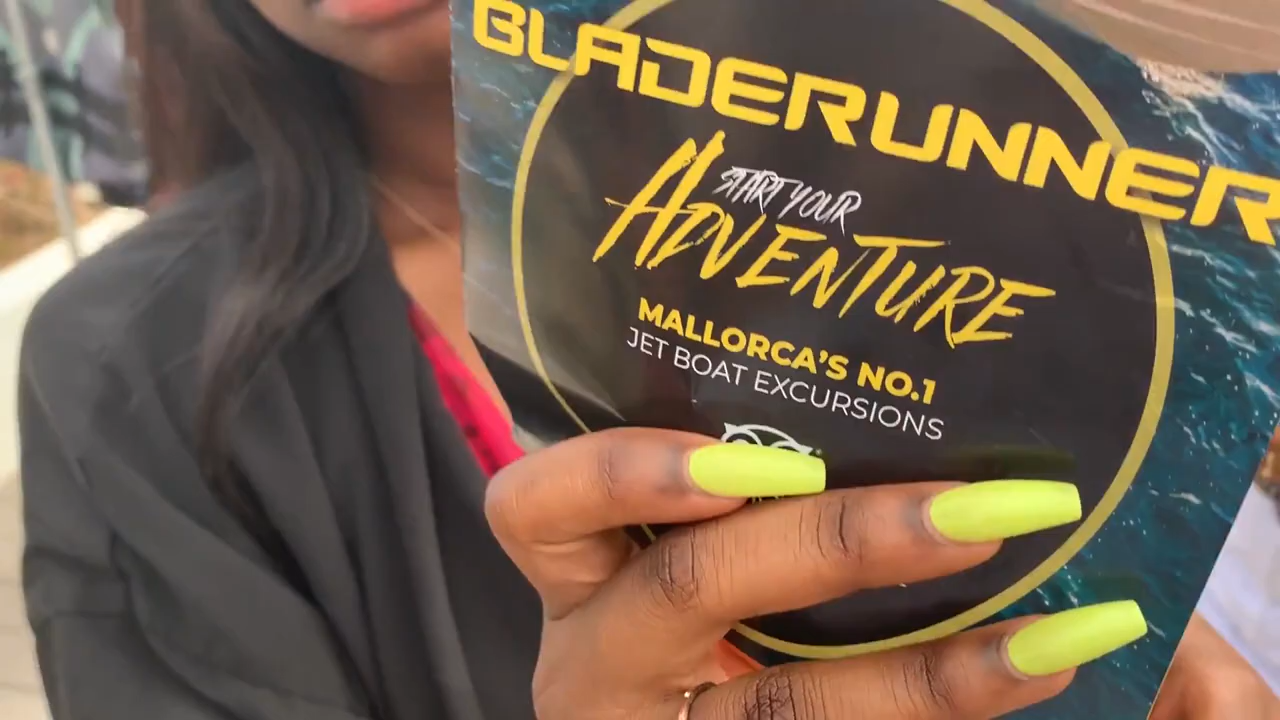 BLADERUNNER
START YOUR
ADVENTURE
MALLORCA'S NO.1
JET BOAT EXCURSIONS